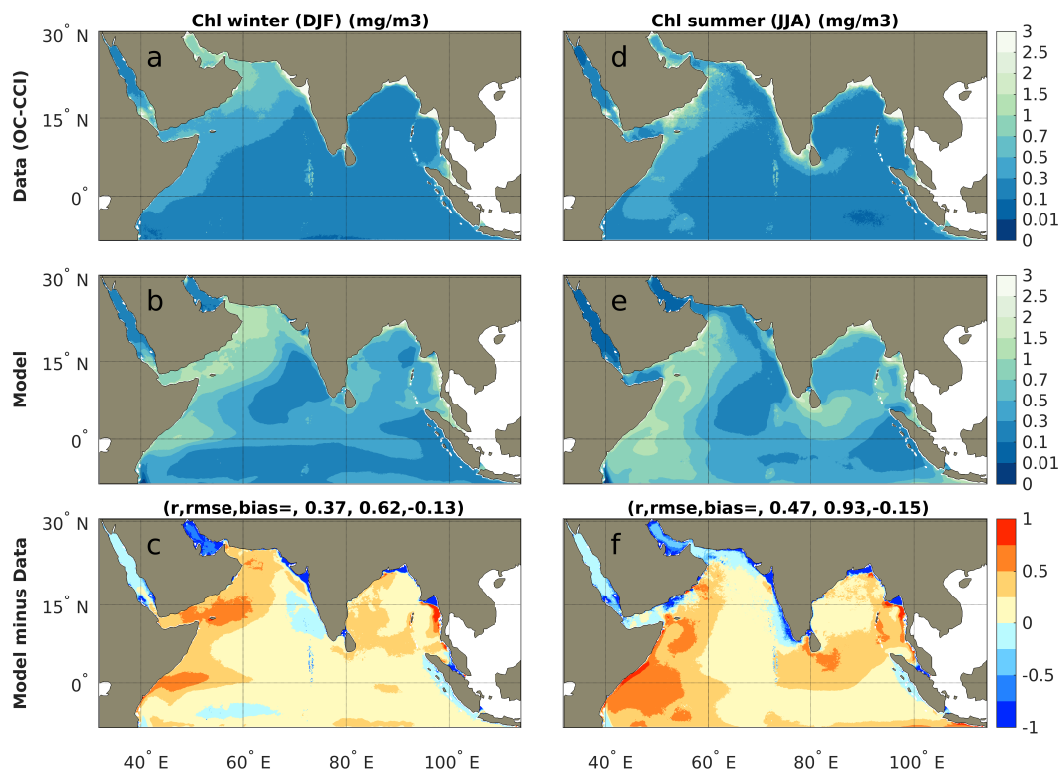 Chl winter (DJF) (mg/m3) Chl summer (JJA) (mg/m3)
30° N a d 3
2.5
2
1.5
15° N 1
0.7
0.5
0.3
0° 0.1
0.01
0
Data (OC-CCI)
30° N b e 3
2.5
2
1.5
15° N 1
0.7
0.5
0.3
0° 0.1
0.01
0
Model
(r,rmse,bias=, 0.37, 0.62,-0.13) (r,rmse,bias=, 0.47, 0.93,-0.15)
30° N c f 1
0.5
15° N 0
-0.5
0°
-1
Model minus Data
40° E 60° E 80° E 100° E 40° E 60° E 80° E 100° E